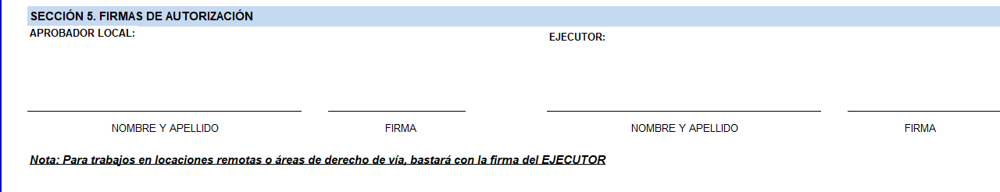 SECCIÓN 5. FIRMAS DE AUTORIZACIÓN
APROBADOR LOCAL:
EJECUTOR:
NOMBRE Y APELLIDO FIRMA NOMBRE Y APELLIDO FIRMA
Nota: Para trabajos en locaciones remotas o áreas de derecho de vía, bastará con la firma del EJECUTOR